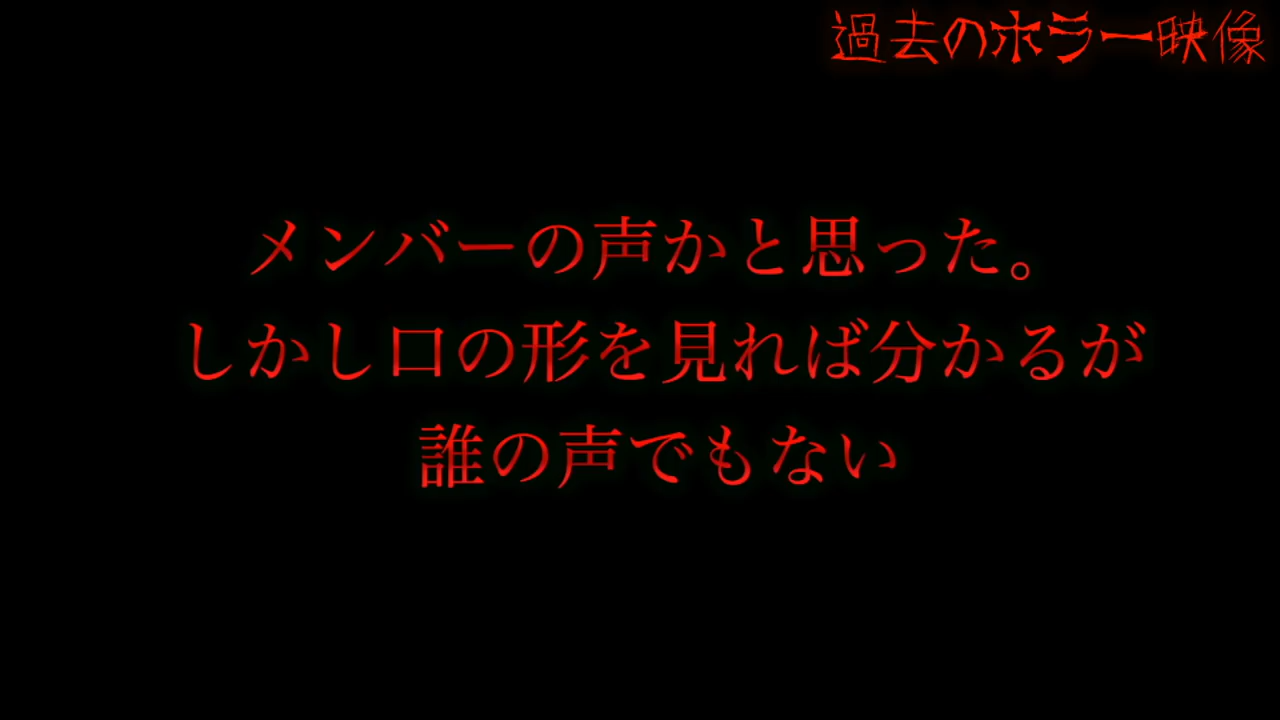 過去のホラー映像
メンバーの声かと思った。
しかし口の形を見れば分かるが
誰の声でもない